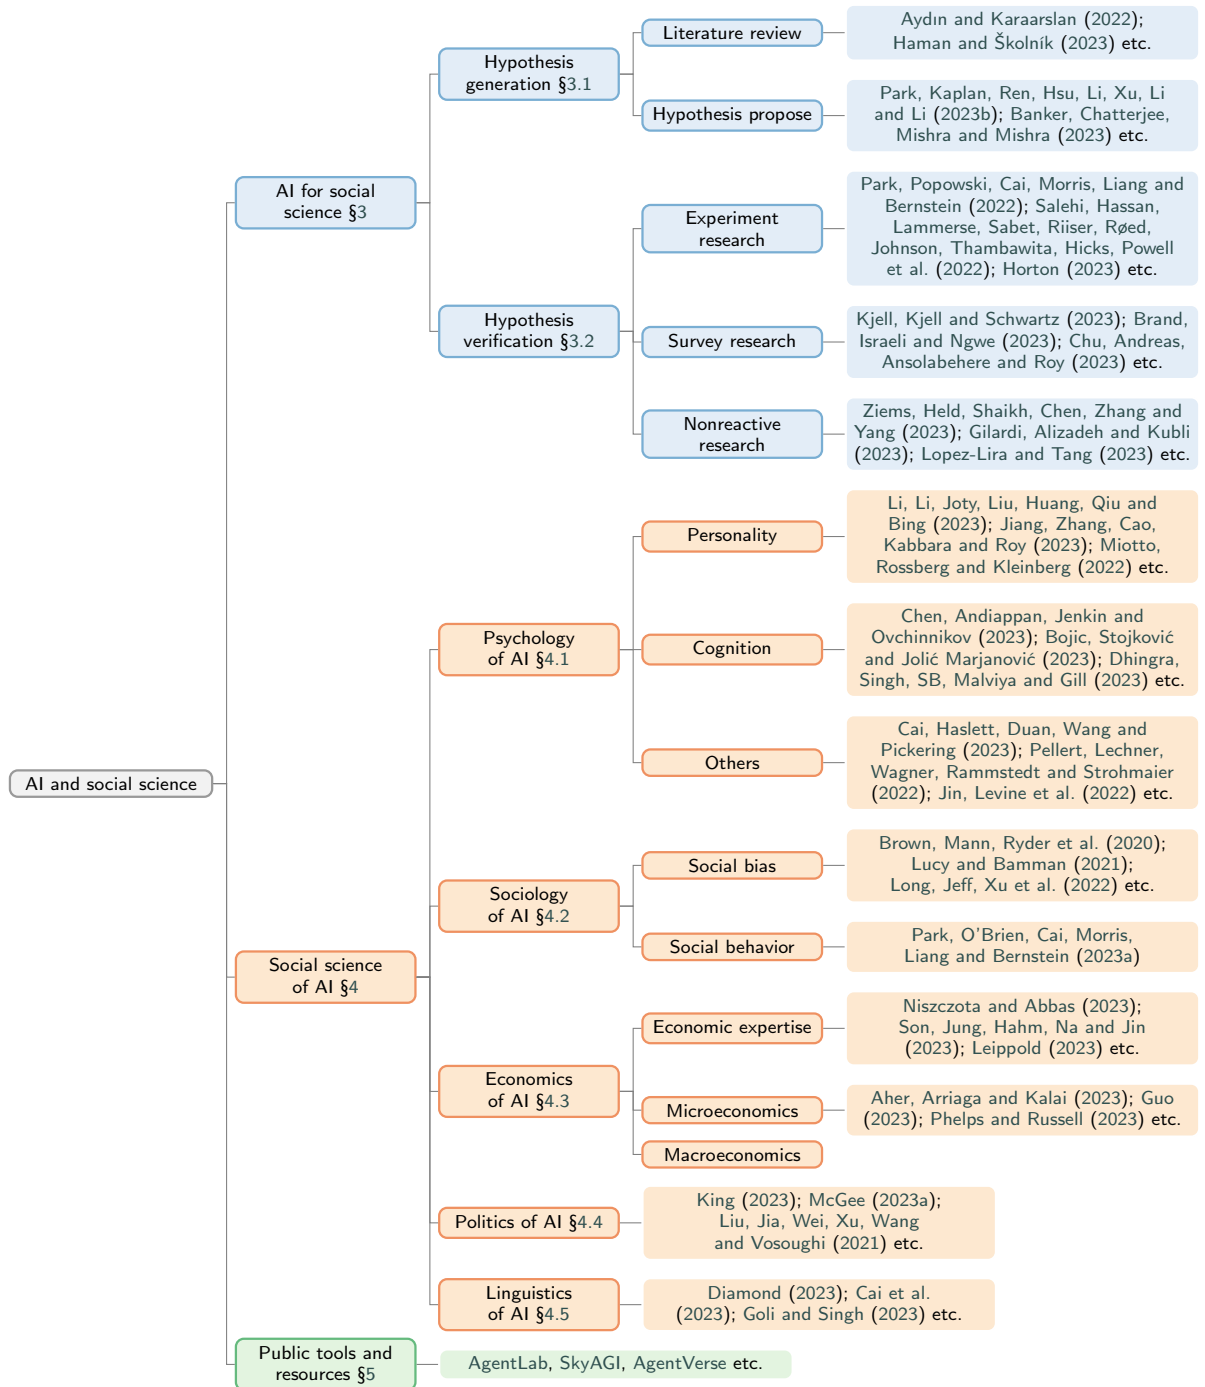 Literature review
Aydın and Karaarslan (2022);
Haman and Školník (2023) etc.
Hypothesis
generation §3.1
Hypothesis propose
Park, Kaplan, Ren, Hsu, Li, Xu, Li
and Li (2023b); Banker, Chatterjee,
Mishra and Mishra (2023) etc.
AI for social
science §3
Experiment
research
Park, Popowski, Cai, Morris, Liang and
Bernstein (2022); Salehi, Hassan,
Lammerse, Sabet, Riiser, Røed,
Johnson, Thambawita, Hicks, Powell
et al. (2022); Horton (2023) etc.
Hypothesis
verification §3.2
Survey research
Kjell, Kjell and Schwartz (2023); Brand,
Israeli and Ngwe (2023); Chu, Andreas,
Ansolabehere and Roy (2023) etc.
Nonreactive
research
Ziems, Held, Shaikh, Chen, Zhang and
Yang (2023); Gilardi, Alizadeh and Kubli
(2023); Lopez-Lira and Tang (2023) etc.
Personality
Li, Li, Joty, Liu, Huang, Qiu and
Bing (2023); Jiang, Zhang, Cao,
Kabbara and Roy (2023); Miotto,
Rossberg and Kleinberg (2022) etc.
Psychology
of AI §4.1
Cognition
Chen, Andiappan, Jenkin and
Ovchinnikov (2023); Bojic, Stojković
and Jolić Marjanović (2023); Dhingra,
Singh, SB, Malviya and Gill (2023) etc.
Others
Cai, Haslett, Duan, Wang and
Pickering (2023); Pellert, Lechner,
Wagner, Rammstedt and Strohmaier
(2022); Jin, Levine et al. (2022) etc.
AI and social science
Social bias
Brown, Mann, Ryder et al. (2020);
Lucy and Bamman (2021);
Long, Jeff, Xu et al. (2022) etc.
Sociology
of AI §4.2
Social behavior
Park, O'Brien, Cai, Morris,
Liang and Bernstein (2023a)
Social science
of AI §4
Economic expertise
Niszczota and Abbas (2023);
Son, Jung, Hahm, Na and Jin
(2023); Leippold (2023) etc.
Economics
of AI §4.3
Microeconomics
Aher, Arriaga and Kalai (2023); Guo
(2023); Phelps and Russell (2023) etc.
Macroeconomics
Politics of AI §4.4
King (2023); McGee (2023a);
Liu, Jia, Wei, Xu, Wang
and Vosoughi (2021) etc.
Linguistics
of AI §4.5
Diamond (2023); Cai et al.
(2023); Goli and Singh (2023) etc.
Public tools and
resources §5
AgentLab, SkyAGI, AgentVerse etc.